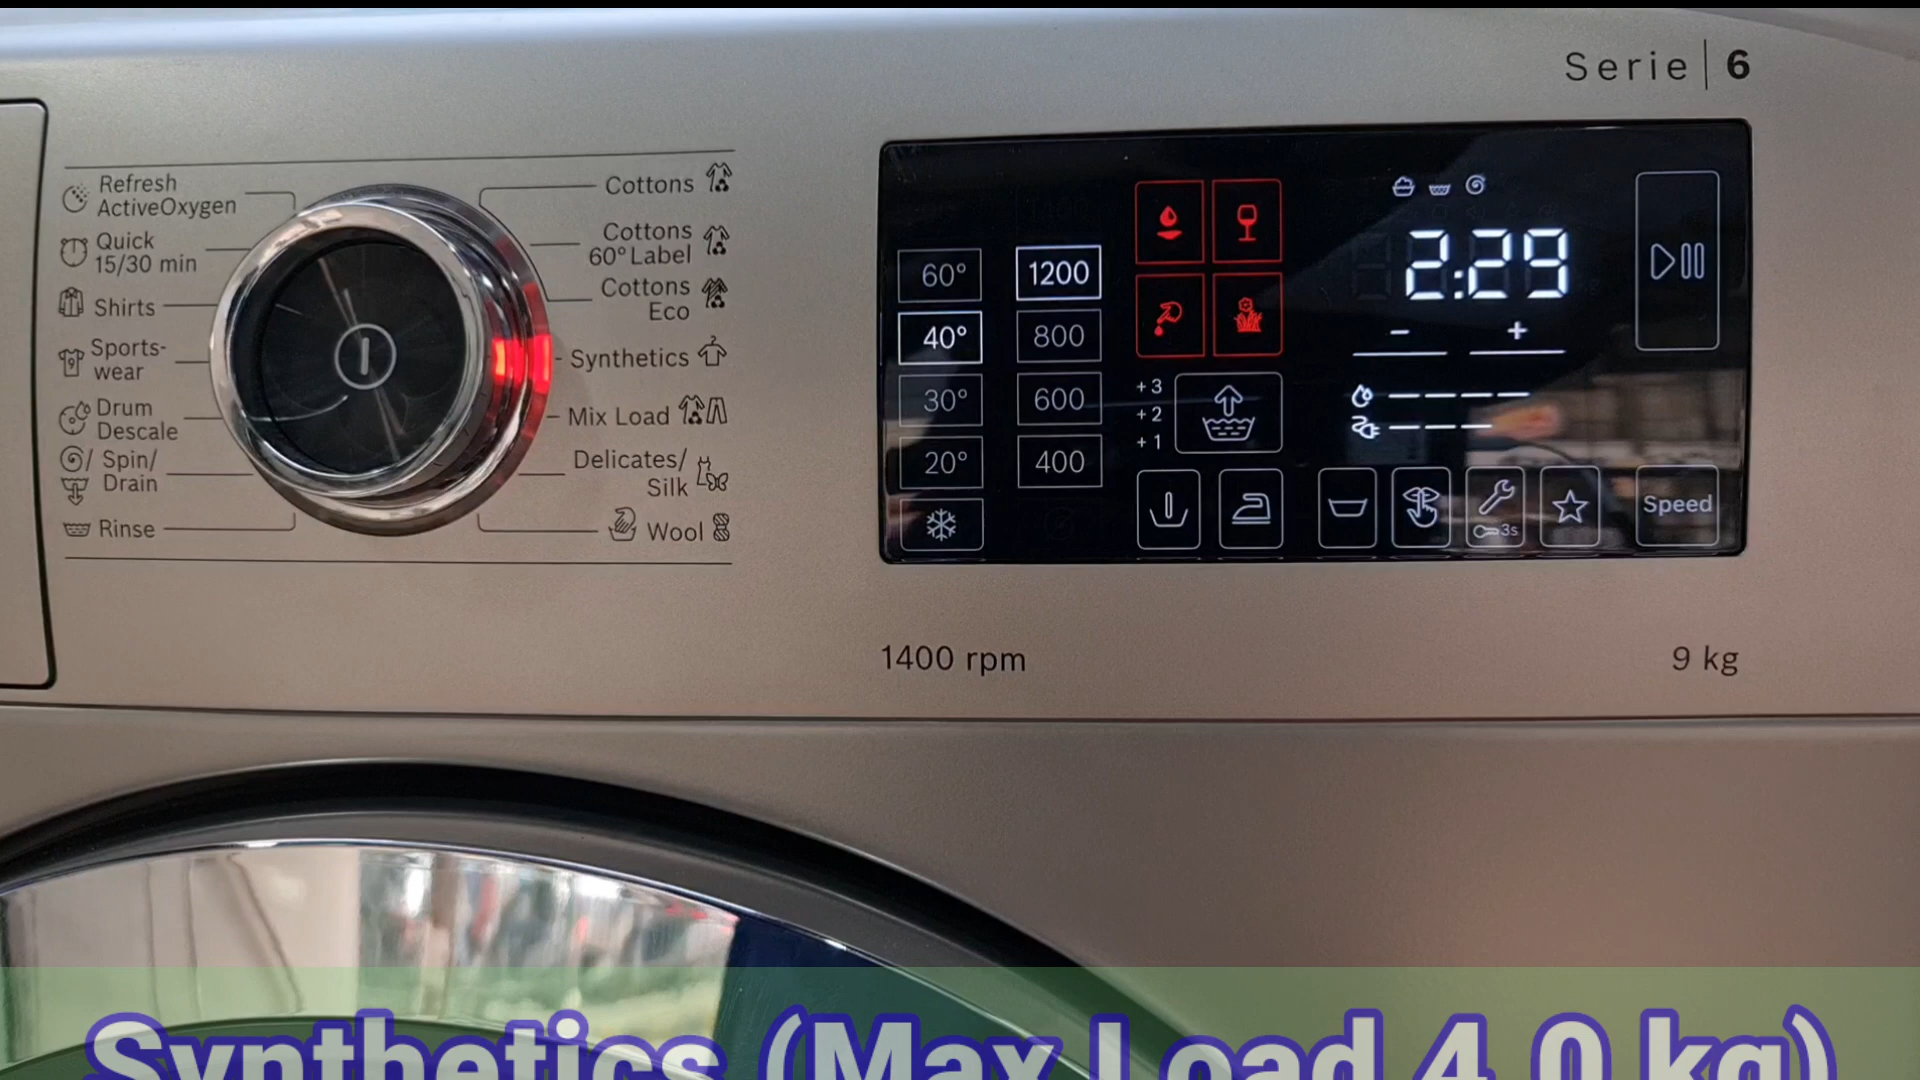 Serie | 6
Refresh
ActiveOxygen
Quick
15/30 min
Shirts
Sports-
wear
Drum
Descale
Spin/
Drain
Rinse
Cottons
Cottons
60° Label
Cottons
Eco
Synthetics
Mix Load
Delicates/
Silk
Wool
60°
40°
30°
20°
1200
800
600
400
+3
+2
+1
2:29
- +
3s
Speed
1400 rpm
9 kg
Synthetics (Max Load 4.0 kg)